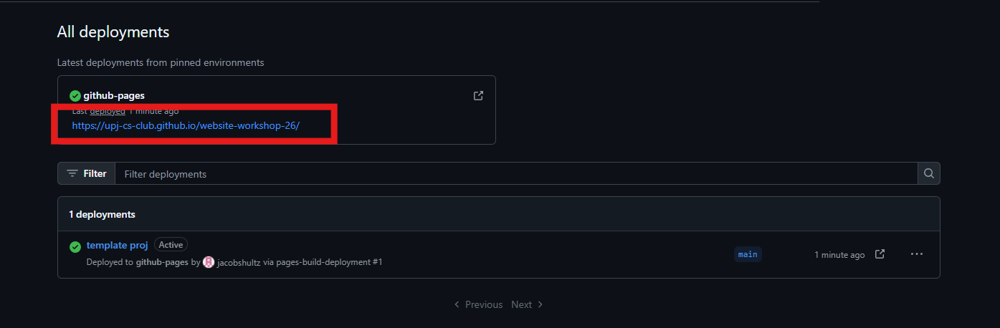 All deployments
Latest deployments from pinned environments
github-pages
Last deployed 1 minute ago
https://upj-cs-club.github.io/website-workshop-26/
Filter
Filter deployments
1 deployments
template proj Active
Deployed to github-pages by jacobshultz via pages-build-deployment #1
main
1 minute ago
Previous Next